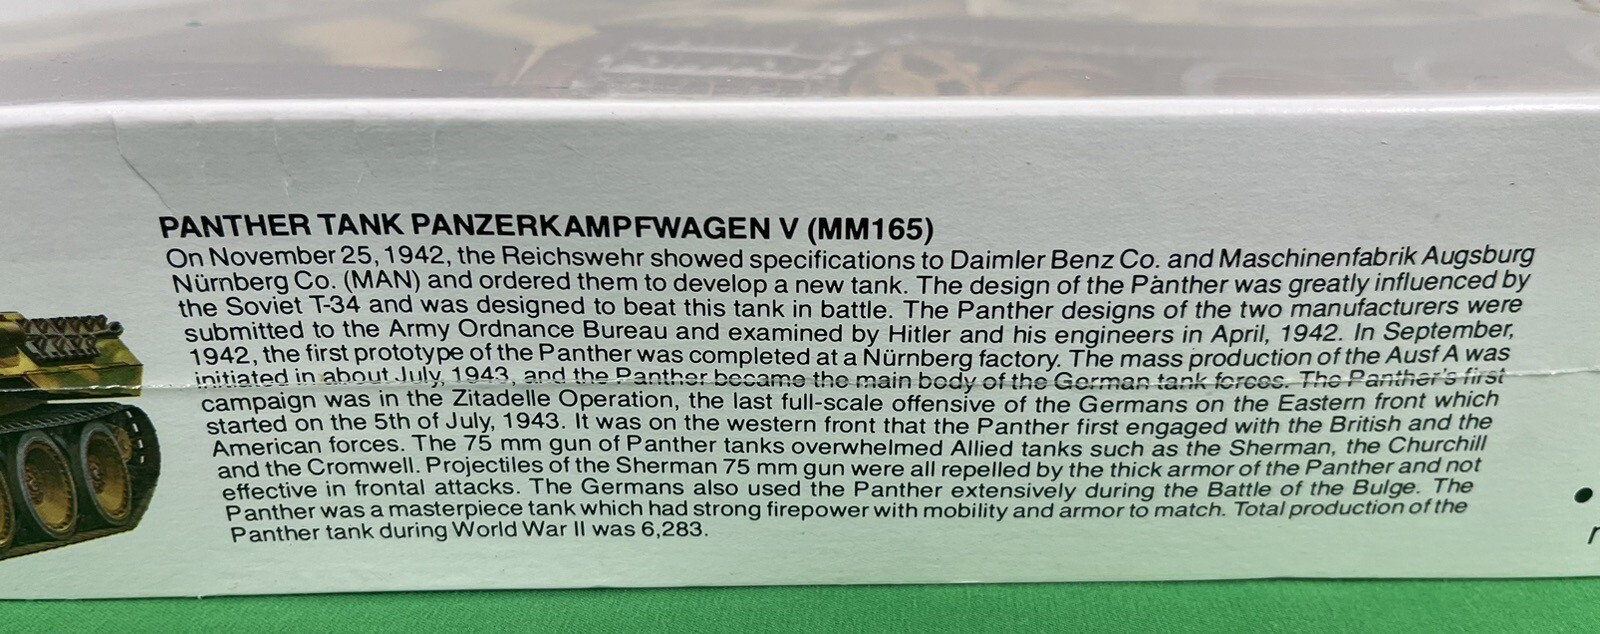 PANTHER TANK PANZERKAMPFWAGEN V (MM165)
On November 25, 1942, the Reichswehr showed specifications to Daimler Benz Co. and Maschinenfabrik Augsburg
Nürnberg Co. (MAN) and ordered them to develop a new tank. The design of the Panther was greatly influenced by
the Soviet T-34 and was designed to beat this tank in battle. The Panther designs of the two manufacturers were
submitted to the Army Ordnance Bureau and examined by Hitler and his engineers in April, 1942. In September,
1942, the first prototype of the Panther was completed at a Nürnberg factory. The mass production of the Ausf A was
initiated in about July, 1943, and the Panther became the main body of the German tank forces. The Panther's first
campaign was in the Zitadelle Operation, the last full-scale offensive of the Germans on the Eastern front which
started on the 5th of July, 1943. It was on the western front that the Panther first engaged with the British and the
American forces. The 75 mm gun of Panther tanks overwhelmed Allied tanks such as the Sherman, the Churchill
and the Cromwell. Projectiles of the Sherman 75 mm gun were all repelled by the thick armor of the Panther and not
effective in frontal attacks. The Germans also used the Panther extensively during the Battle of the Bulge. The
Panther was a masterpiece tank which had strong firepower with mobility and armor to match. Total production of the
Panther tank during World War II was 6,283.